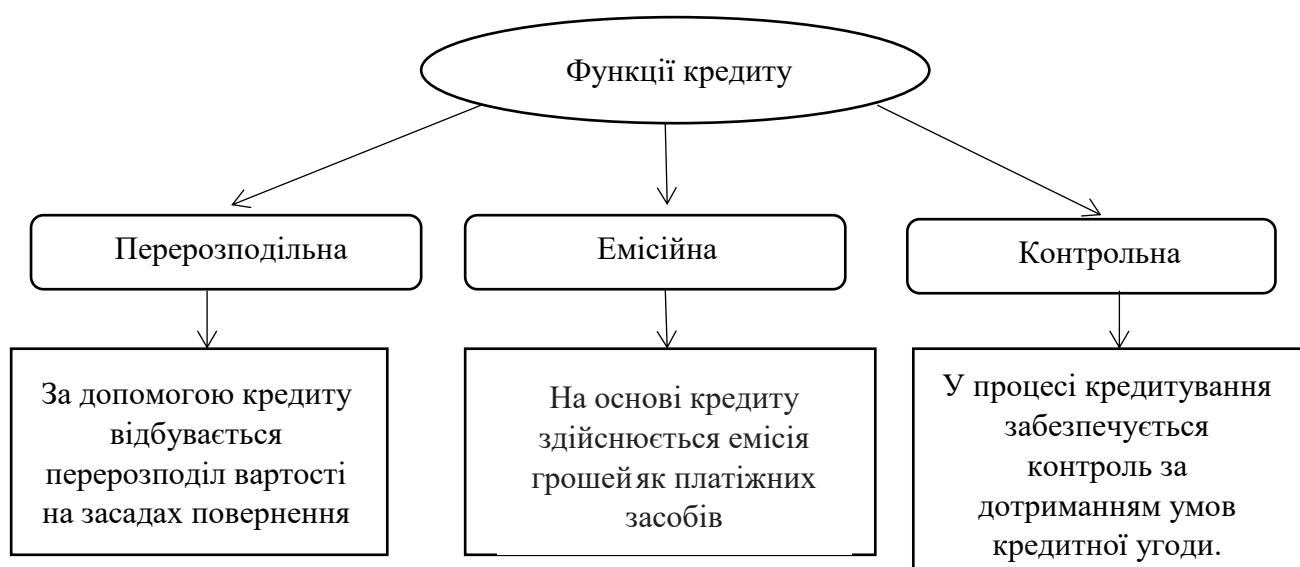 Функції кредиту
Перерозподільна
Емісійна
Контрольна
За допомогою кредиту
відбувається
перерозподіл вартості
на засадах повернення
На основі кредиту
здійснюється емісія
грошей як платіжних
засобів
У процесі кредитування
забезпечується
контроль за
дотриманням умов
кредитної угоди.